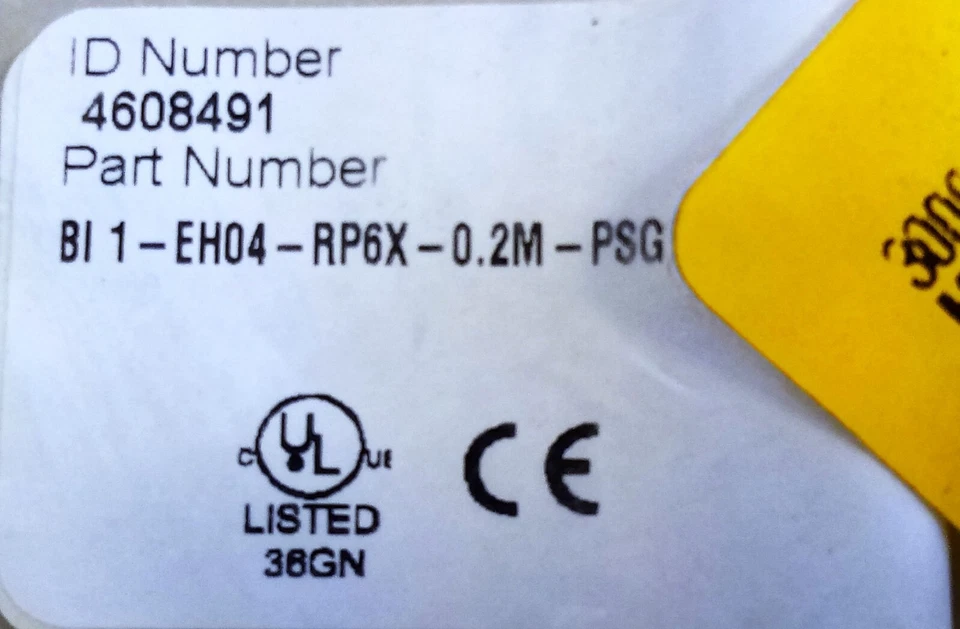 ID Number
4608491
Part Number
BI 1-EH04-RP6X-0.2M-PSG
C UL US
LISTED
36GN
CE